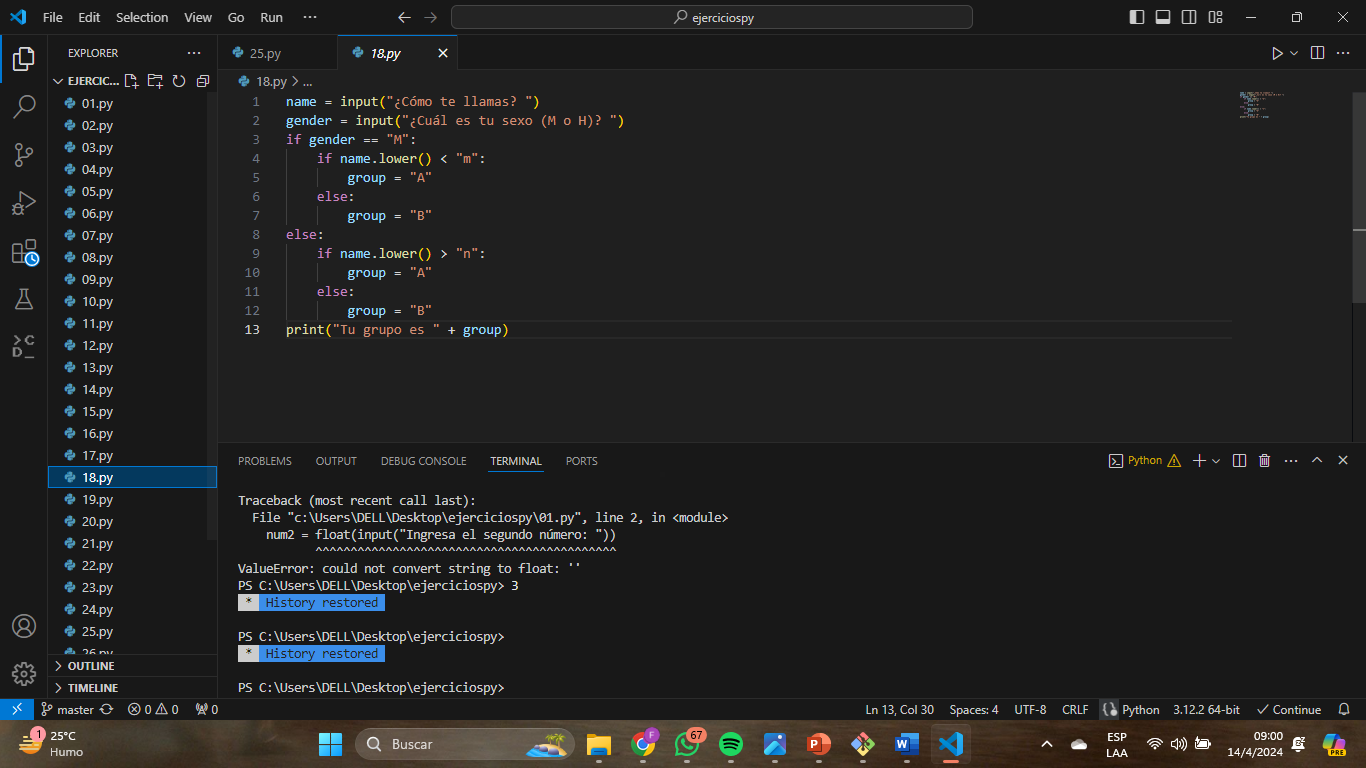 File Edit Selection View Go Run ···
ejerciciospy
EXPLORER ···
EJERCIC...
01.py
02.py
03.py
04.py
05.py
06.py
07.py
08.py
09.py
10.py
11.py
12.py
13.py
14.py
15.py
16.py
17.py
18.py
19.py
20.py
21.py
22.py
23.py
24.py
25.py
26.py
OUTLINE
TIMELINE
25.py 18.py
18.py > ...
1 name = input("¿Cómo te llamas? ")
2 gender = input("¿Cuál es tu sexo (M o H)? ")
3 if gender == "M":
4     if name.lower() < "m":
5         group = "A"
6     else:
7         group = "B"
8 else:
9     if name.lower() > "n":
10         group = "A"
11     else:
12         group = "B"
13 print("Tu grupo es " + group)
PROBLEMS OUTPUT DEBUG CONSOLE TERMINAL PORTS
Python
Traceback (most recent call last):
  File "c:\Users\DELL\Desktop\ejerciciospy\01.py", line 2, in <module>
    num2 = float(input("Ingresa el segundo número: "))
           ^^^^^^^^^^^^^^^^^^^^^^^^^^^^^^^^^^^^^^^^^^^
ValueError: could not convert string to float: ''
PS C:\Users\DELL\Desktop\ejerciciospy> 3
* History restored
PS C:\Users\DELL\Desktop\ejerciciospy>
* History restored
PS C:\Users\DELL\Desktop\ejerciciospy>
master 0 0 0 Ln 13, Col 30 Spaces: 4 UTF-8 CRLF Python 3.12.2 64-bit Continue
1
25°C
Humo
Buscar
F
67
P
W
ESP
LAA
09:00
14/4/2024
PRE